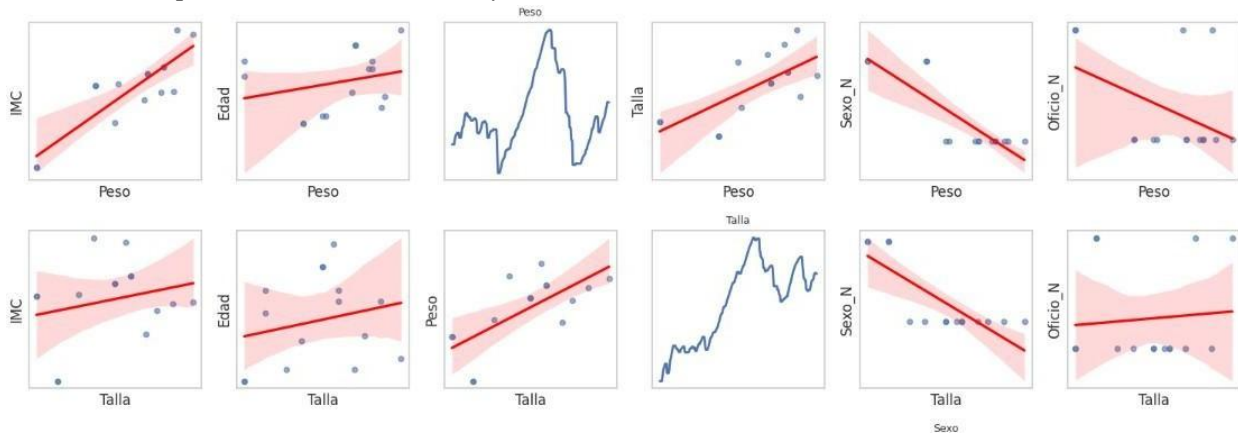 Peso
IMC
Edad
Talla
Sexo_N
Oficio_N
Peso
Peso
Peso
Peso
Peso
Talla
IMC
Edad
Peso
Sexo_N
Oficio_N
Talla
Talla
Talla
Talla
Talla
Sexo